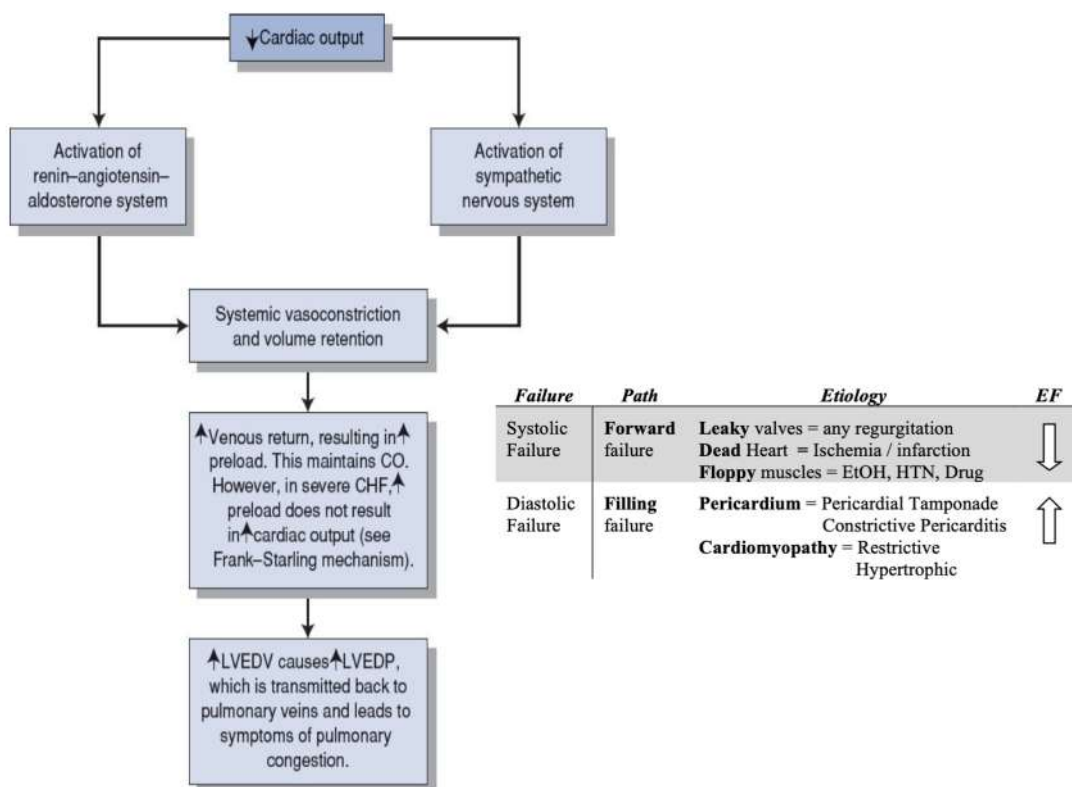 ↓Cardiac output
Activation of
renin–angiotensin–
aldosterone system
Activation of
sympathetic
nervous system
Systemic vasoconstriction
and volume retention
↑Venous return, resulting in↑
preload. This maintains CO.
However, in severe CHF,↑
preload does not result
in↑cardiac output (see
Frank–Starling mechanism).
↑LVEDV causes↑LVEDP,
which is transmitted back to
pulmonary veins and leads to
symptoms of pulmonary
congestion.
Failure Path Etiology EF
Systolic Forward Leaky valves = any regurgitation
Failure failure Dead Heart = Ischemia / infarction
Floppy muscles = EtOH, HTN, Drug
Diastolic Filling Pericardium = Pericardial Tamponade
Failure failure Constrictive Pericarditis
Cardiomyopathy = Restrictive
Hypertrophic